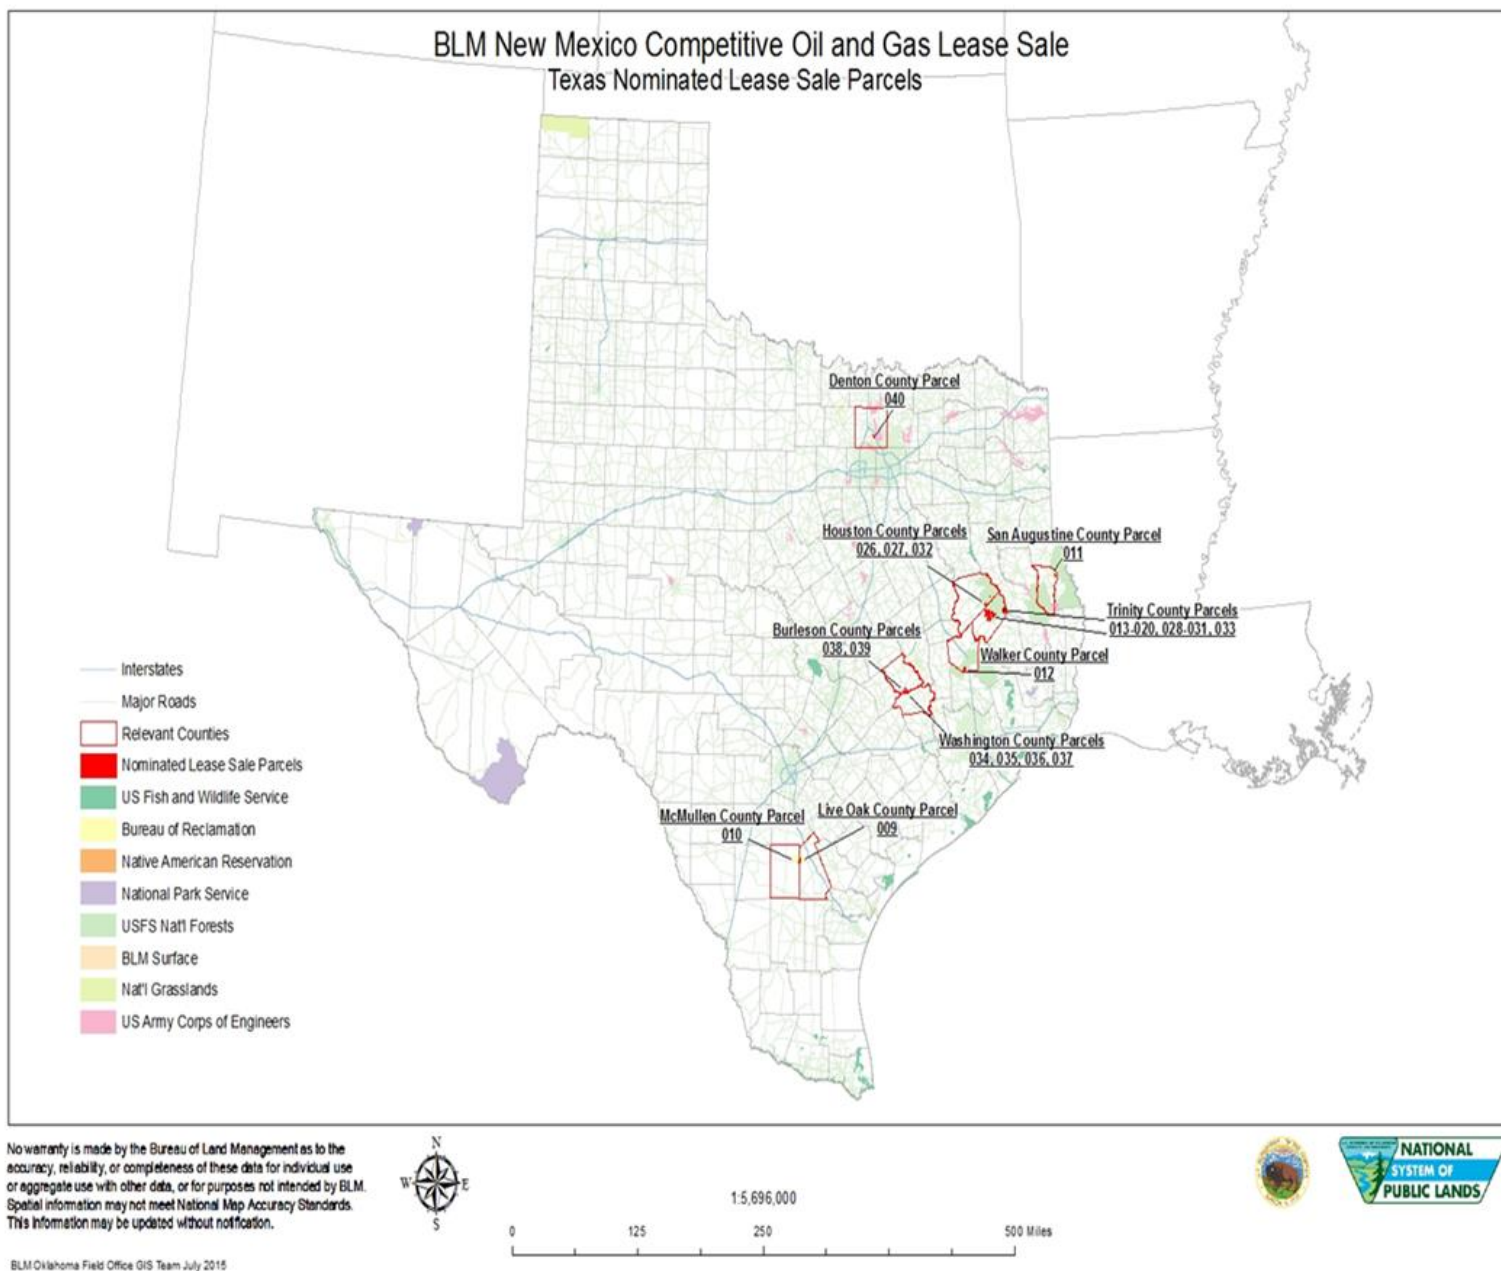 BLM New Mexico Competitive Oil and Gas Lease Sale
Texas Nominated Lease Sale Parcels
Denton County Parcel
040
Houston County Parcels
026, 027, 032
San Augustine County Parcel
011
Trinity County Parcels
013-020, 028-031, 033
Burleson County Parcels
038, 039
Walker County Parcel
012
Washington County Parcels
034, 035, 036, 037
McMullen County Parcel
010
Live Oak County Parcel
009
Interstates
Major Roads
Relevant Counties
Nominated Lease Sale Parcels
US Fish and Wildlife Service
Bureau of Reclamation
Native American Reservation
National Park Service
USFS Nat'l Forests
BLM Surface
Nat'l Grasslands
US Army Corps of Engineers
No warranty is made by the Bureau of Land Management as to the
accuracy, reliability, or completeness of these data for individual use
or aggregate use with other data, or for purposes not intended by BLM.
Spatial information may not meet National Map Accuracy Standards.
This information may be updated without notification.
BLM Oklahoma Field Office GIS Team July 2015
N
W E
S
1:5,696,000
0 125 250 500 Miles
NATIONAL
SYSTEM OF
PUBLIC LANDS